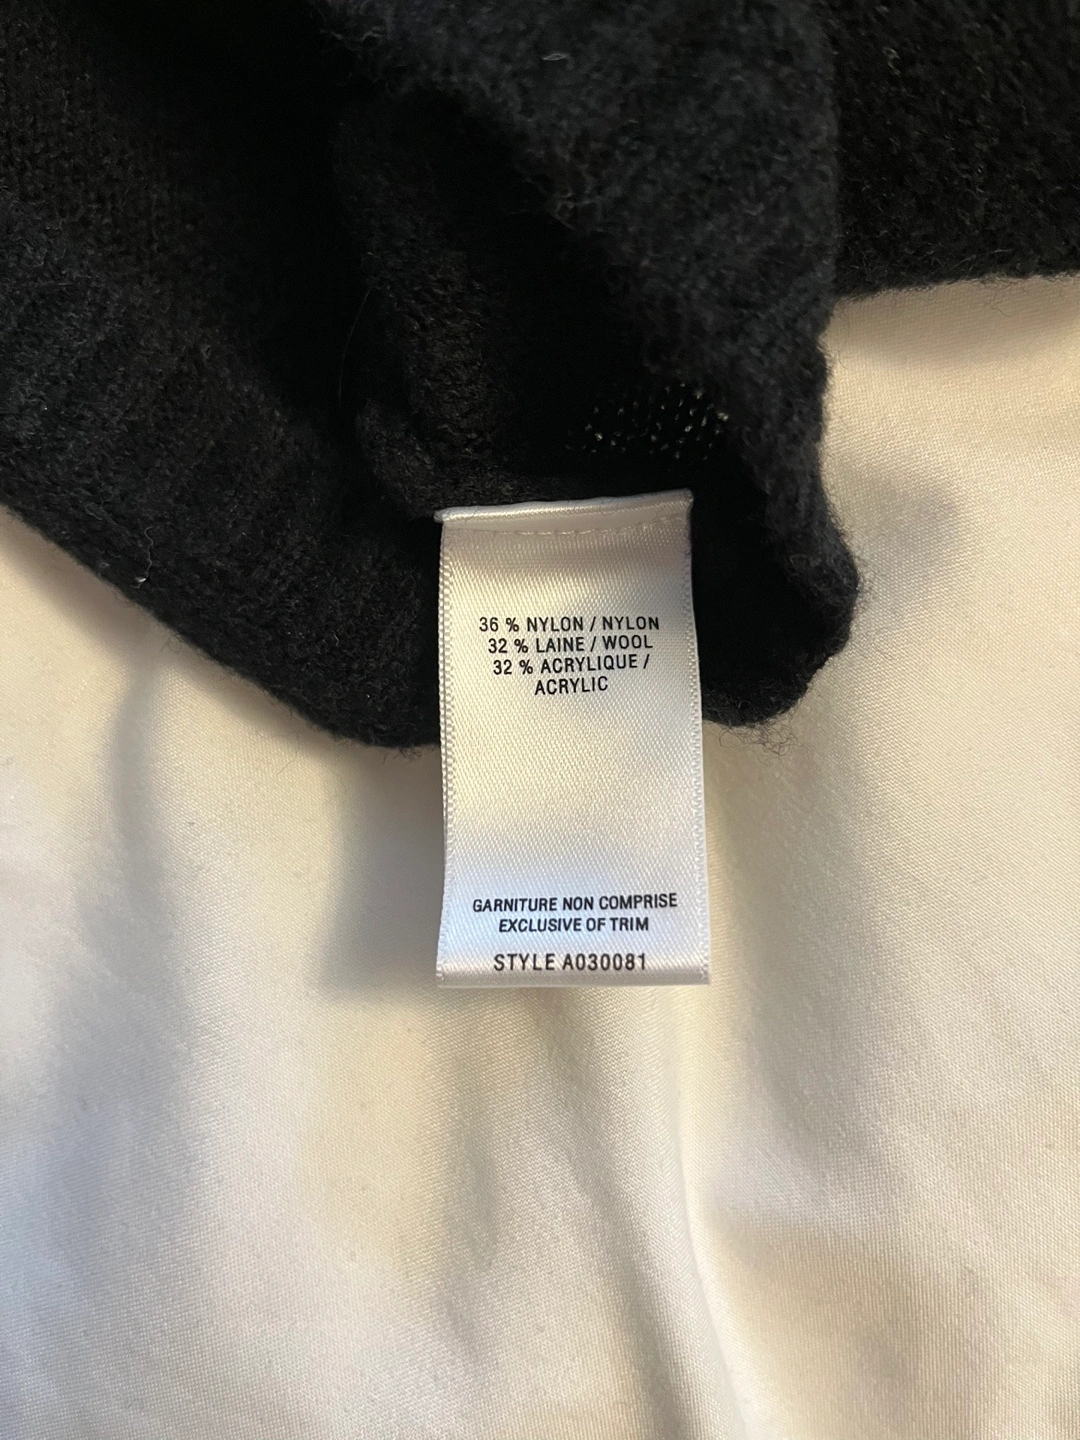 36 % NYLON / NYLON
32 % LAINE / WOOL
32 % ACRYLIQUE /
ACRYLIC
GARNITURE NON COMPRISE
EXCLUSIVE OF TRIM
STYLE A030081